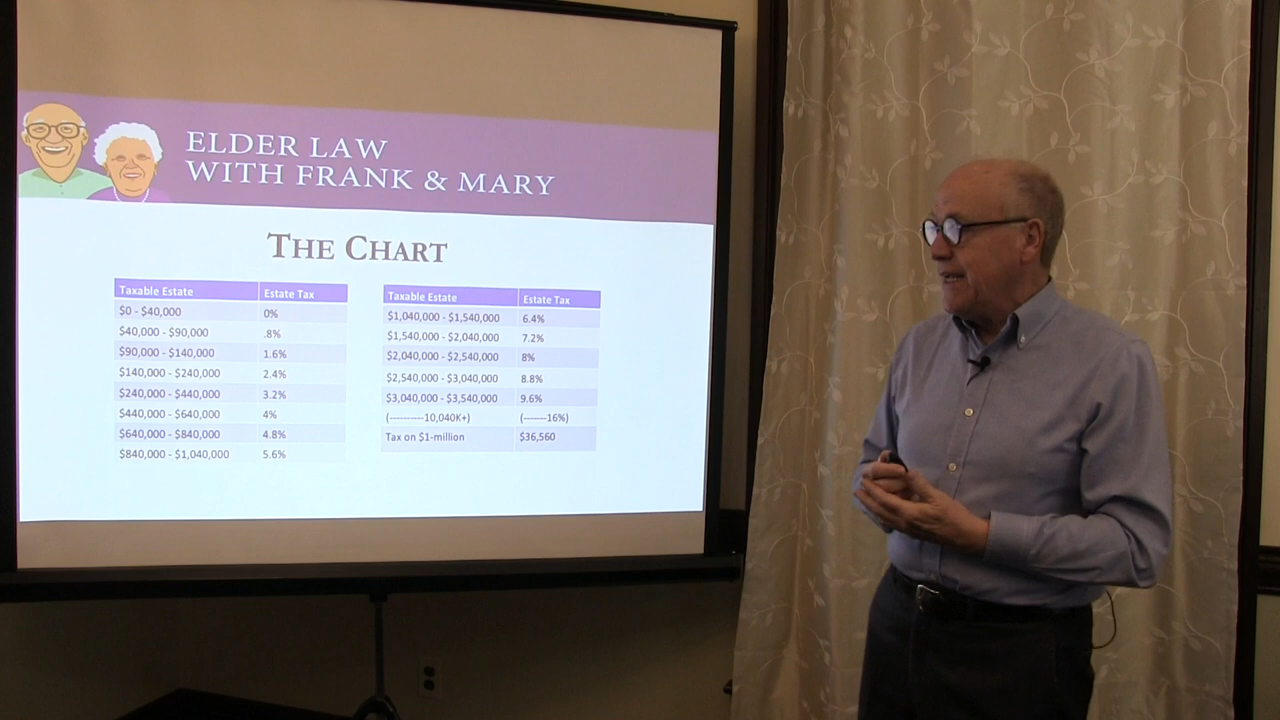 ELDER LAW
WITH FRANK & MARY
THE CHART
Taxable Estate Estate Tax
$0 - $40,000 0%
$40,000 - $90,000 .8%
$90,000 - $140,000 1.6%
$140,000 - $240,000 2.4%
$240,000 - $440,000 3.2%
$440,000 - $640,000 4%
$640,000 - $840,000 4.8%
$840,000 - $1,040,000 5.6%
Taxable Estate Estate Tax
$1,040,000 - $1,540,000 6.4%
$1,540,000 - $2,040,000 7.2%
$2,040,000 - $2,540,000 8%
$2,540,000 - $3,040,000 8.8%
$3,040,000 - $3,540,000 9.6%
(----------10,040K+) (-------16%)
Tax on $1-million $36,560